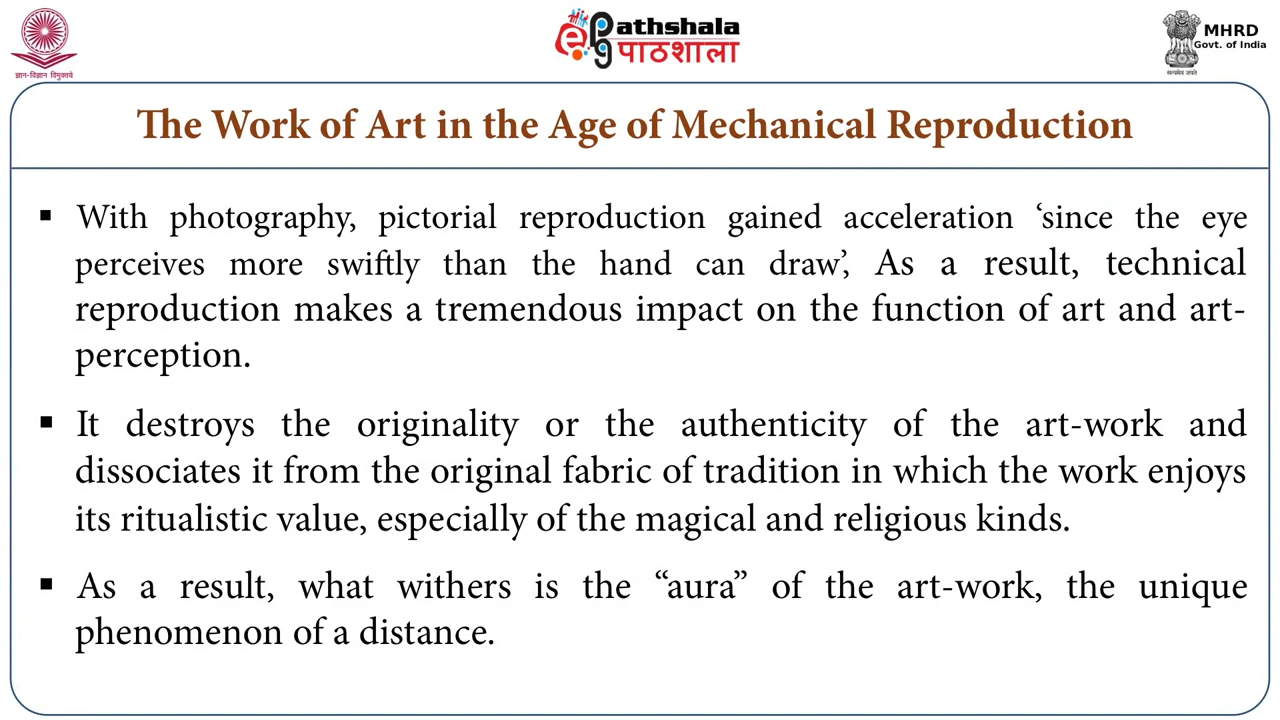 ज्ञान-विज्ञान विमुक्तये
ePathshala
पाठशाला
MHRD
Govt. of India
सत्यमेव जयते
The Work of Art in the Age of Mechanical Reproduction
▪ With photography, pictorial reproduction gained acceleration ‘since the eye
perceives more swiftly than the hand can draw’, As a result, technical
reproduction makes a tremendous impact on the function of art and art-
perception.
▪ It destroys the originality or the authenticity of the art-work and
dissociates it from the original fabric of tradition in which the work enjoys
its ritualistic value, especially of the magical and religious kinds.
▪ As a result, what withers is the “aura” of the art-work, the unique
phenomenon of a distance.